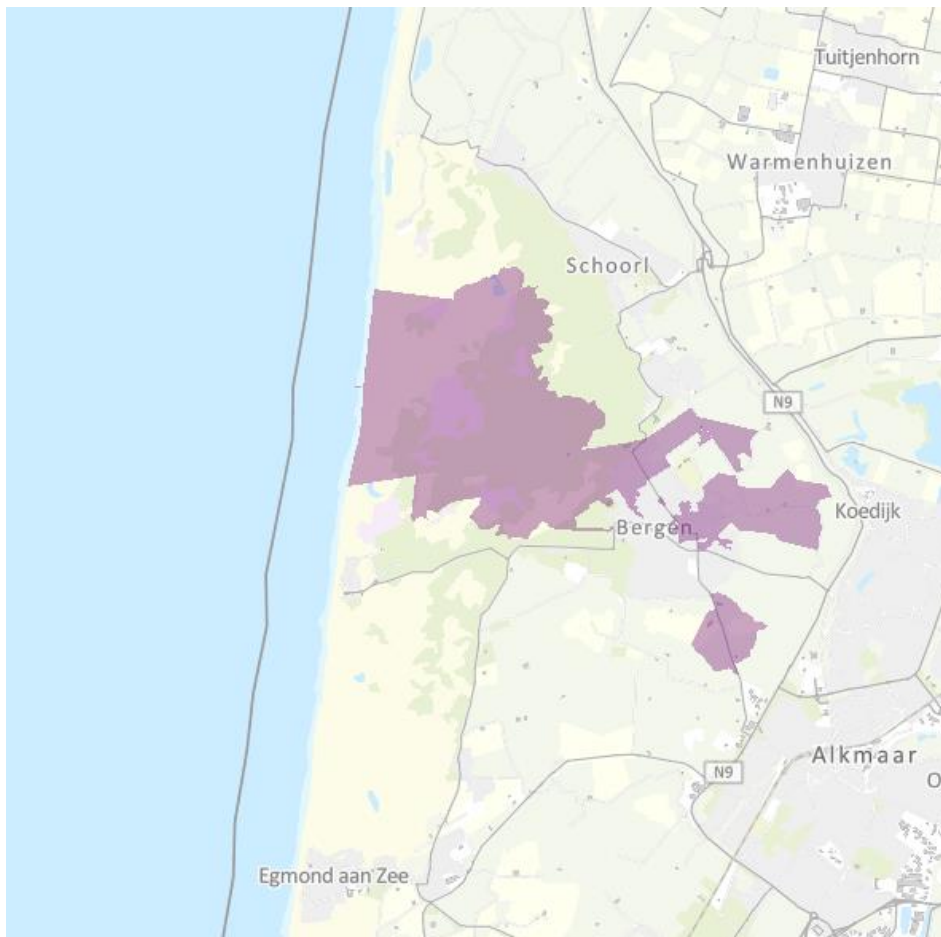 Tuitjenhorn
Warmenhuizen
Schoorl
N9
Koedijk
Bergen
Alkmaar
N9
O
Egmond aan Zee